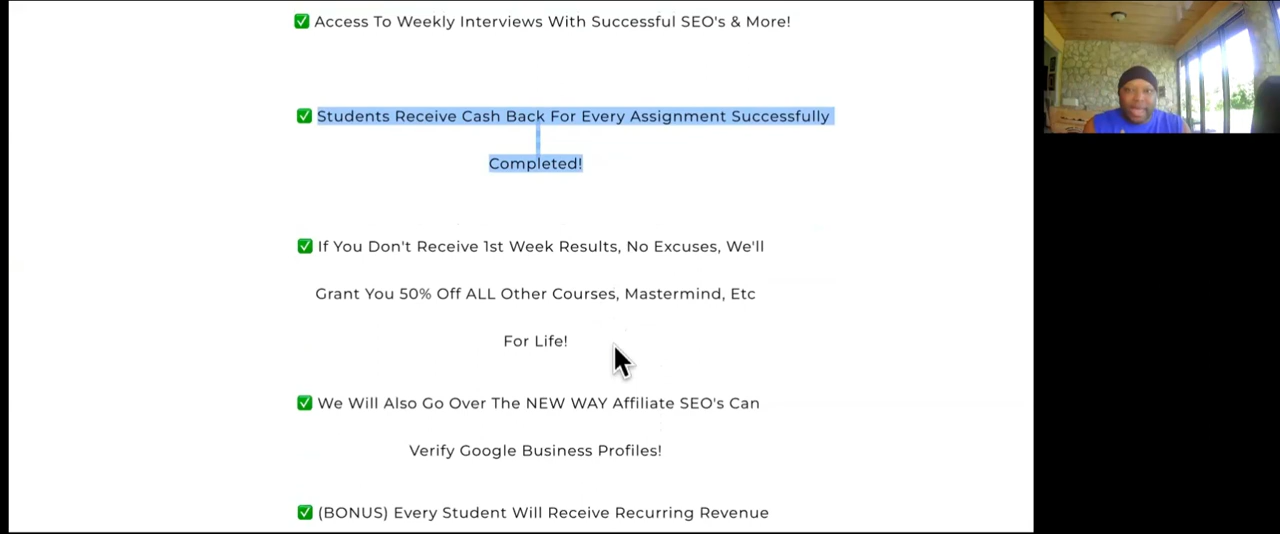 ✅ Access To Weekly Interviews With Successful SEO's & More!
✅ Students Receive Cash Back For Every Assignment Successfully
Completed!
✅ If You Don't Receive 1st Week Results, No Excuses, We'll
Grant You 50% Off ALL Other Courses, Mastermind, Etc
For Life!
✅ We Will Also Go Over The NEW WAY Affiliate SEO's Can
Verify Google Business Profiles!
✅ (BONUS) Every Student Will Receive Recurring Revenue